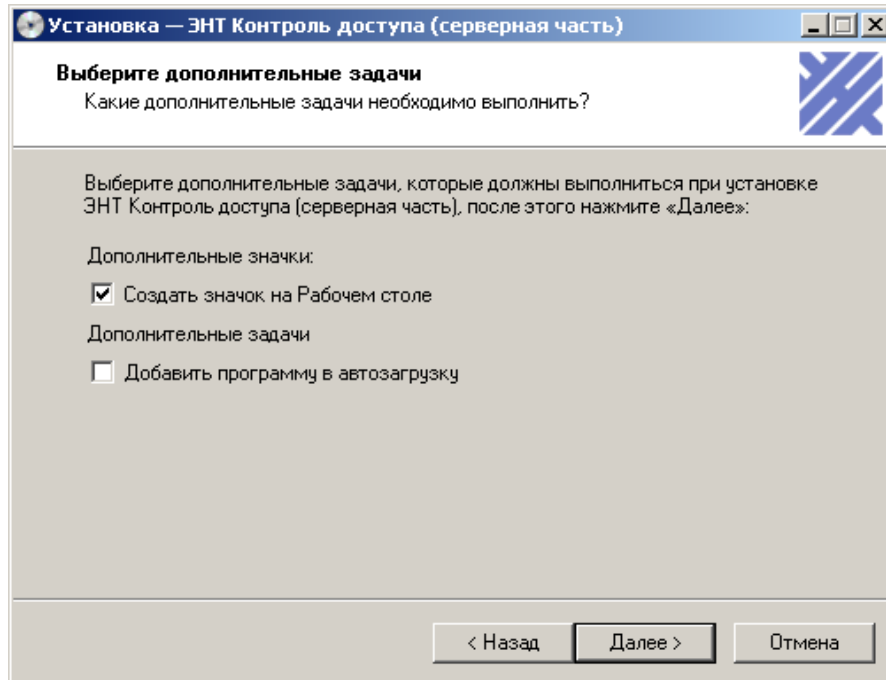 Установка — ЭНТ Контроль доступа (серверная часть)
Выберите дополнительные задачи
Какие дополнительные задачи необходимо выполнить?
Выберите дополнительные задачи, которые должны выполниться при установке
ЭНТ Контроль доступа (серверная часть), после этого нажмите «Далее»:
Дополнительные значки:
Создать значок на Рабочем столе
Дополнительные задачи
Добавить программу в автозагрузку
< Назад
Далее >
Отмена